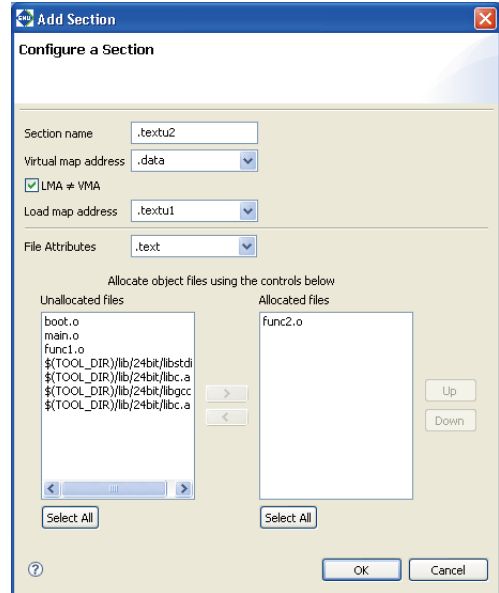 GNU Add Section
Configure a Section
Section name .textu2
Virtual map address .data
LMA ≠ VMA
Load map address .textu1
File Attributes .text
Allocate object files using the controls below
Unallocated files Allocated files
boot.o func2.o
main.o
func1.o
$(TOOL_DIR)/lib/24bit/libstdi
$(TOOL_DIR)/lib/24bit/libc.a
$(TOOL_DIR)/lib/24bit/libgcc
$(TOOL_DIR)/lib/24bit/libc.a
> Up
< Down
Select All Select All
? OK Cancel